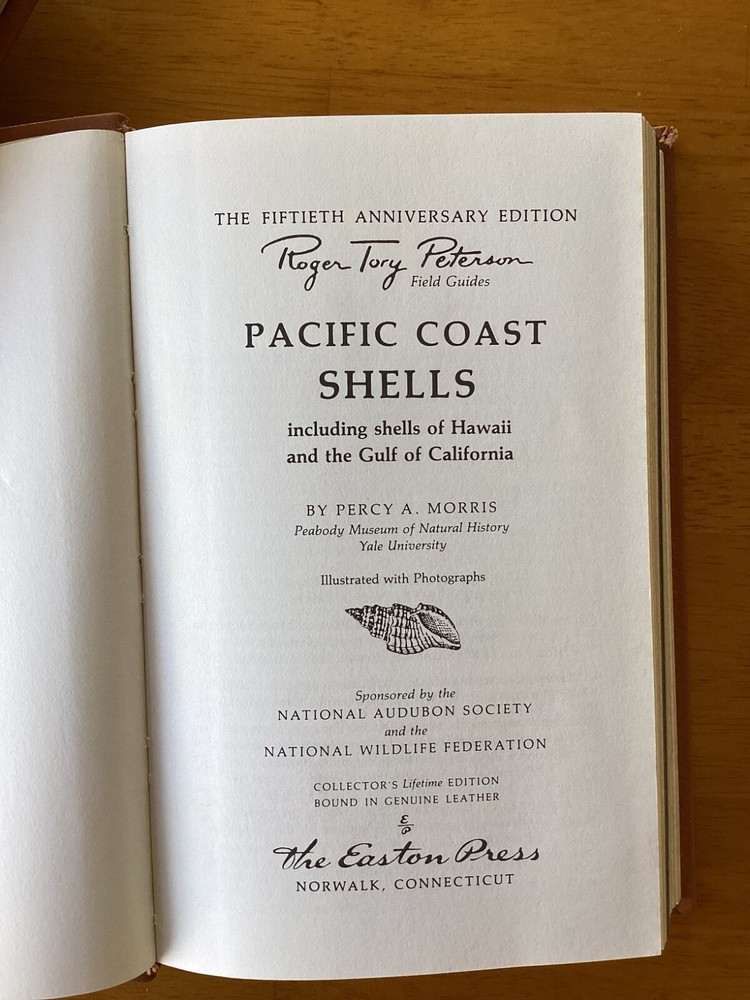 THE FIFTIETH ANNIVERSARY EDITION
Roger Tory Peterson
Field Guides
PACIFIC COAST
SHELLS
including shells of Hawaii
and the Gulf of California
BY PERCY A. MORRIS
Peabody Museum of Natural History
Yale University
Illustrated with Photographs
Sponsored by the
NATIONAL AUDUBON SOCIETY
and the
NATIONAL WILDLIFE FEDERATION
COLLECTOR'S Lifetime EDITION
BOUND IN GENUINE LEATHER
E
P
The Easton Press
NORWALK, CONNECTICUT